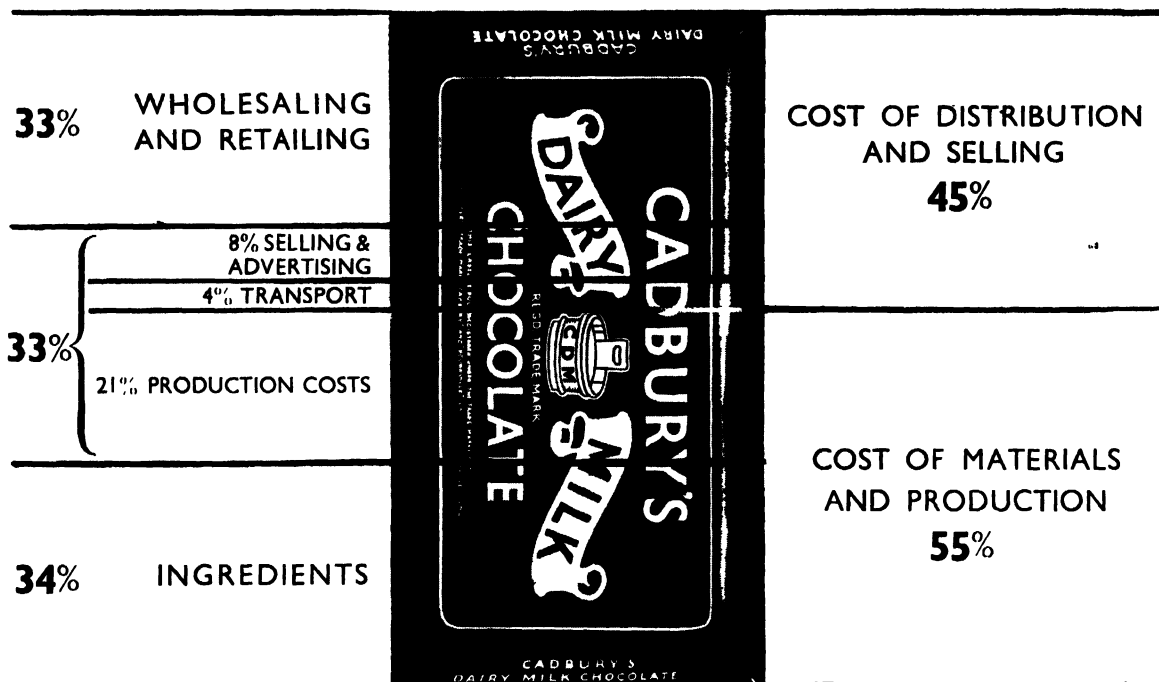 33% WHOLESALING
AND RETAILING
8% SELLING &
ADVERTISING
4% TRANSPORT
33%
21% PRODUCTION COSTS
34% INGREDIENTS
CADBURY'S
DAIRY MILK CHOCOLATE
CADBURY'S
DAIRY
MILK
CHOCOLATE
CDM
REGD TRADE MARK
CADBURY'S
DAIRY MILK CHOCOLATE
COST OF DISTRIBUTION
AND SELLING
45%
COST OF MATERIALS
AND PRODUCTION
55%